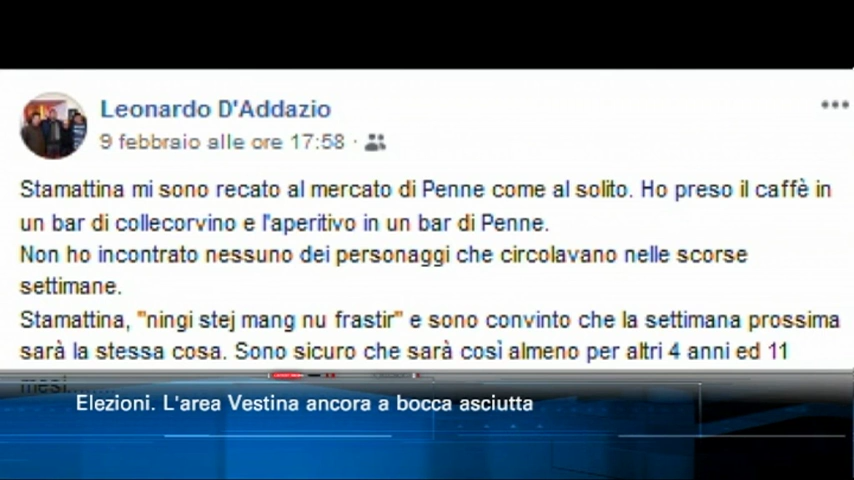 Leonardo D'Addazio
9 febbraio alle ore 17:58 ·
Stamattina mi sono recato al mercato di Penne come al solito. Ho preso il caffè in
un bar di collecorvino e l'aperitivo in un bar di Penne.
Non ho incontrato nessuno dei personaggi che circolavano nelle scorse
settimane.
Stamattina, "ningi stej mang nu frastir" e sono convinto che la settimana prossima
sarà la stessa cosa. Sono sicuro che sarà così almeno per altri 4 anni ed 11
mesi........
Elezioni. L'area Vestina ancora a bocca asciutta